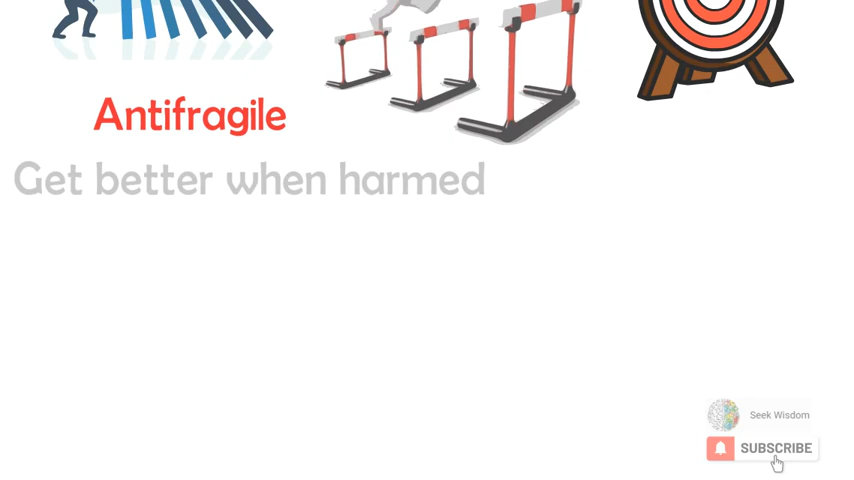 Antifragile
Get better when harmed
Seek Wisdom
SUBSCRIBE